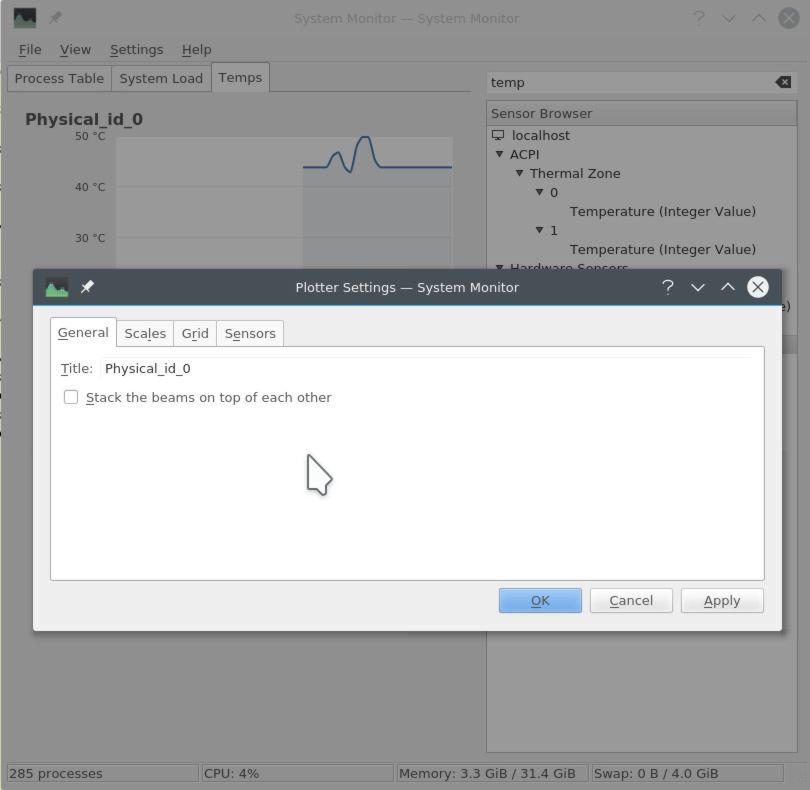 System Monitor — System Monitor
File View Settings Help
Process Table System Load Temps
temp
Sensor Browser
localhost
ACPI
Thermal Zone
0
Temperature (Integer Value)
1
Temperature (Integer Value)
Hardware Sensors
Physical_id_0
50 °C
40 °C
30 °C
Plotter Settings — System Monitor
General Scales Grid Sensors
Title: Physical_id_0
Stack the beams on top of each other
OK Cancel Apply
285 processes CPU: 4% Memory: 3.3 GiB / 31.4 GiB Swap: 0 B / 4.0 GiB